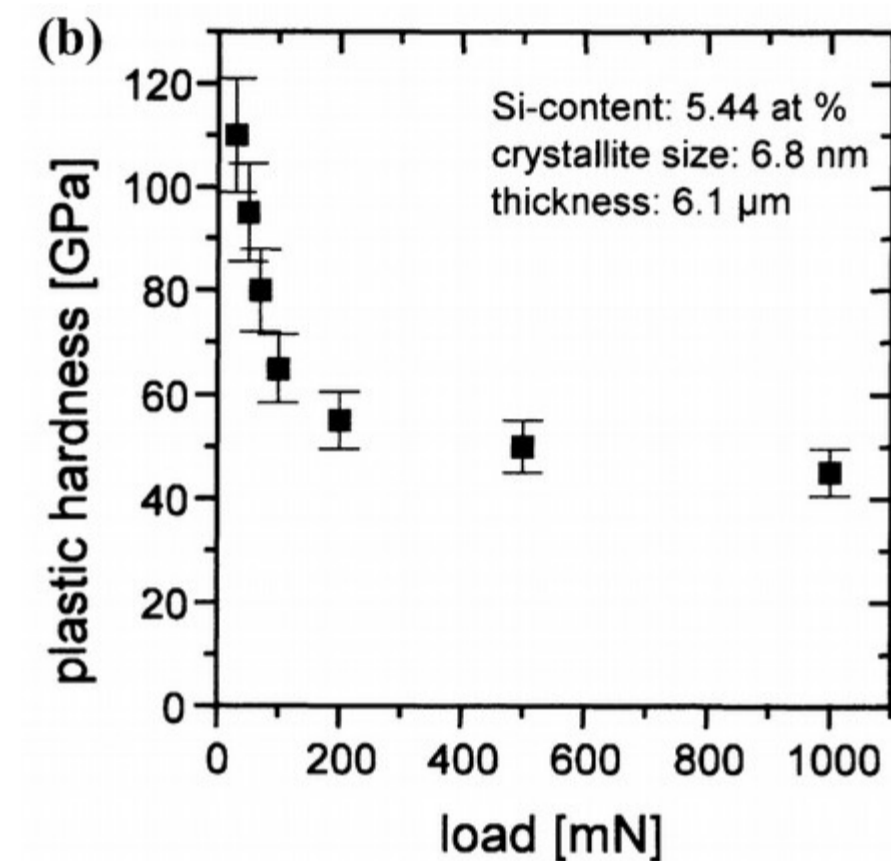 (b)
Si-content: 5.44 at %
crystallite size: 6.8 nm
thickness: 6.1 µm
plastic hardness [GPa]
120
100
80
60
40
20
0
0 200 400 600 800 1000
load [mN]